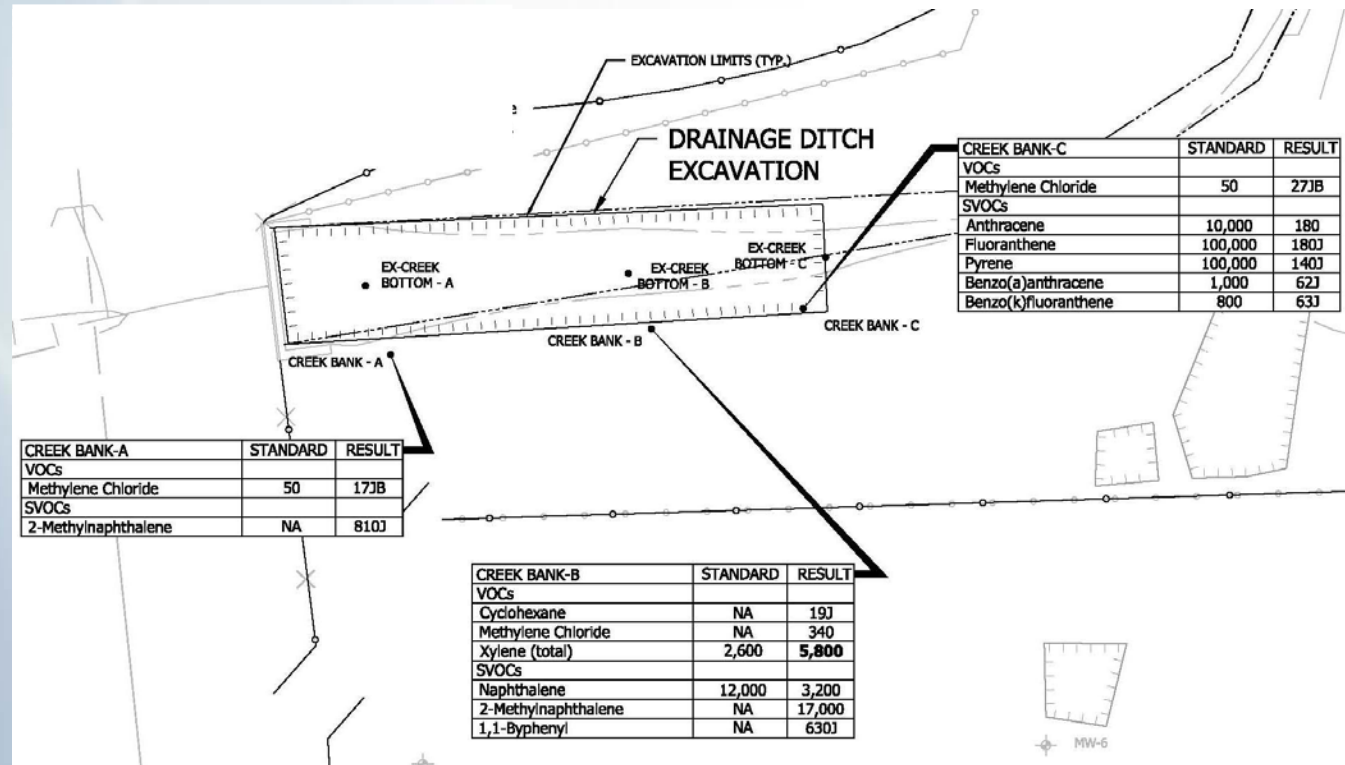 EXCAVATION LIMITS (TYP.)
DRAINAGE DITCH
EXCAVATION
CREEK BANK-C STANDARD RESULT
VOCs
Methylene Chloride 50 27JB
SVOCs
Anthracene 10,000 180
Fluoranthene 100,000 180J
Pyrene 100,000 140J
Benzo(a)anthracene 1,000 62J
Benzo(k)fluoranthene 800 63J
EX-CREEK
BOTTOM - A
EX-CREEK
BOTTOM - B
EX-CREEK
BOTTOM - C
CREEK BANK - A
CREEK BANK - B
CREEK BANK - C
CREEK BANK-A STANDARD RESULT
VOCs
Methylene Chloride 50 17JB
SVOCs
2-Methylnaphthalene NA 810J
CREEK BANK-B STANDARD RESULT
VOCs
Cyclohexane NA 19J
Methylene Chloride NA 340
Xylene (total) 2,600 5,800
SVOCs
Naphthalene 12,000 3,200
2-Methylnaphthalene NA 17,000
1,1-Byphenyl NA 630J
MW-6